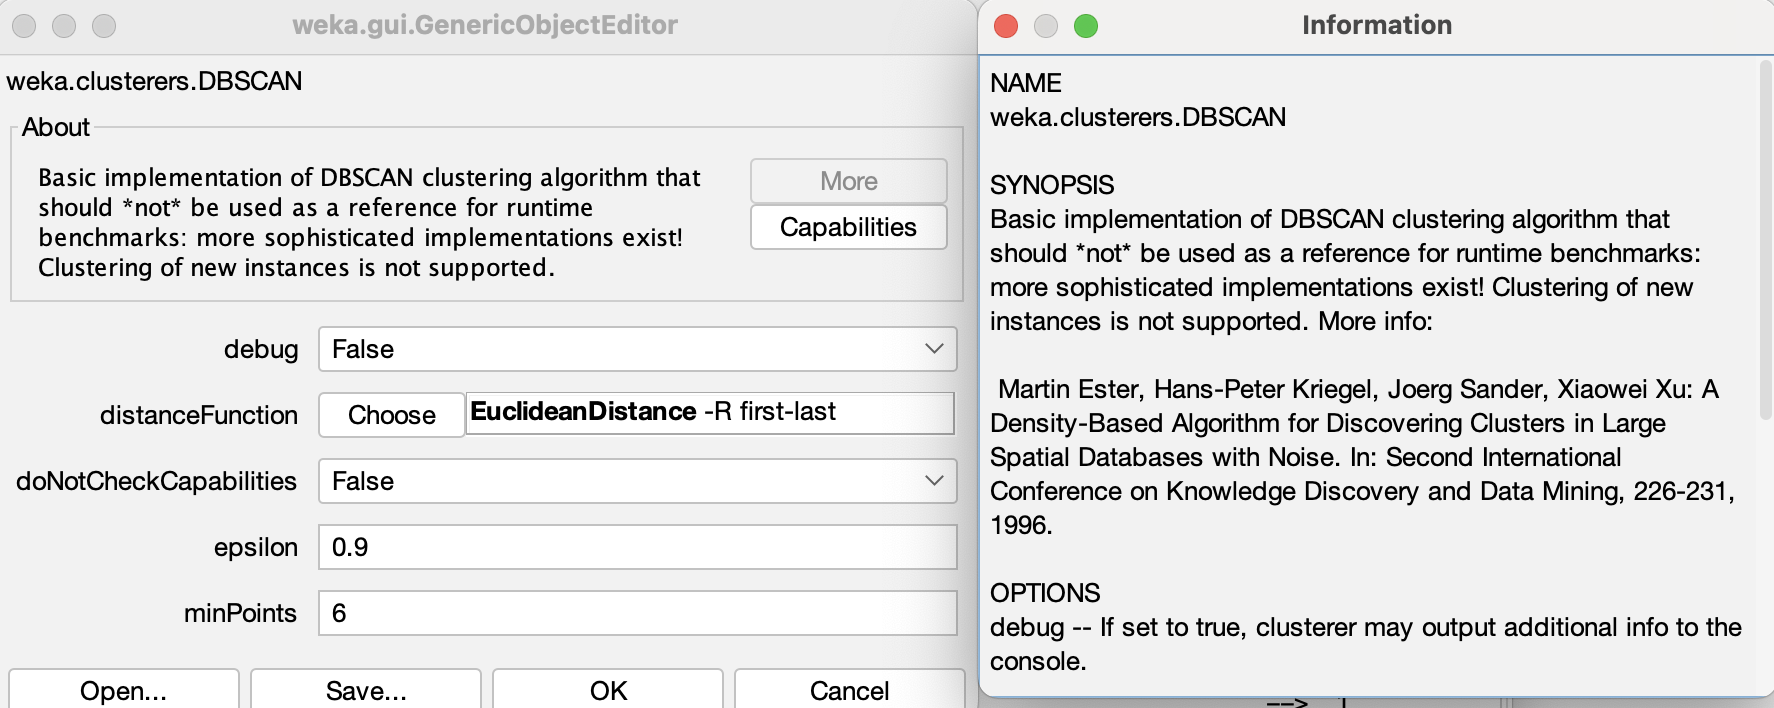 weka.gui.GenericObjectEditor
weka.clusterers.DBSCAN
About
Basic implementation of DBSCAN clustering algorithm that
should *not* be used as a reference for runtime
benchmarks: more sophisticated implementations exist!
Clustering of new instances is not supported.
More
Capabilities
debug False
distanceFunction Choose EuclideanDistance -R first-last
doNotCheckCapabilities False
epsilon 0.9
minPoints 6
Open... Save... OK Cancel
Information
NAME
weka.clusterers.DBSCAN
SYNOPSIS
Basic implementation of DBSCAN clustering algorithm that
should *not* be used as a reference for runtime benchmarks:
more sophisticated implementations exist! Clustering of new
instances is not supported. More info:
Martin Ester, Hans-Peter Kriegel, Joerg Sander, Xiaowei Xu: A
Density-Based Algorithm for Discovering Clusters in Large
Spatial Databases with Noise. In: Second International
Conference on Knowledge Discovery and Data Mining, 226-231,
1996.
OPTIONS
debug -- If set to true, clusterer may output additional info to the
console.